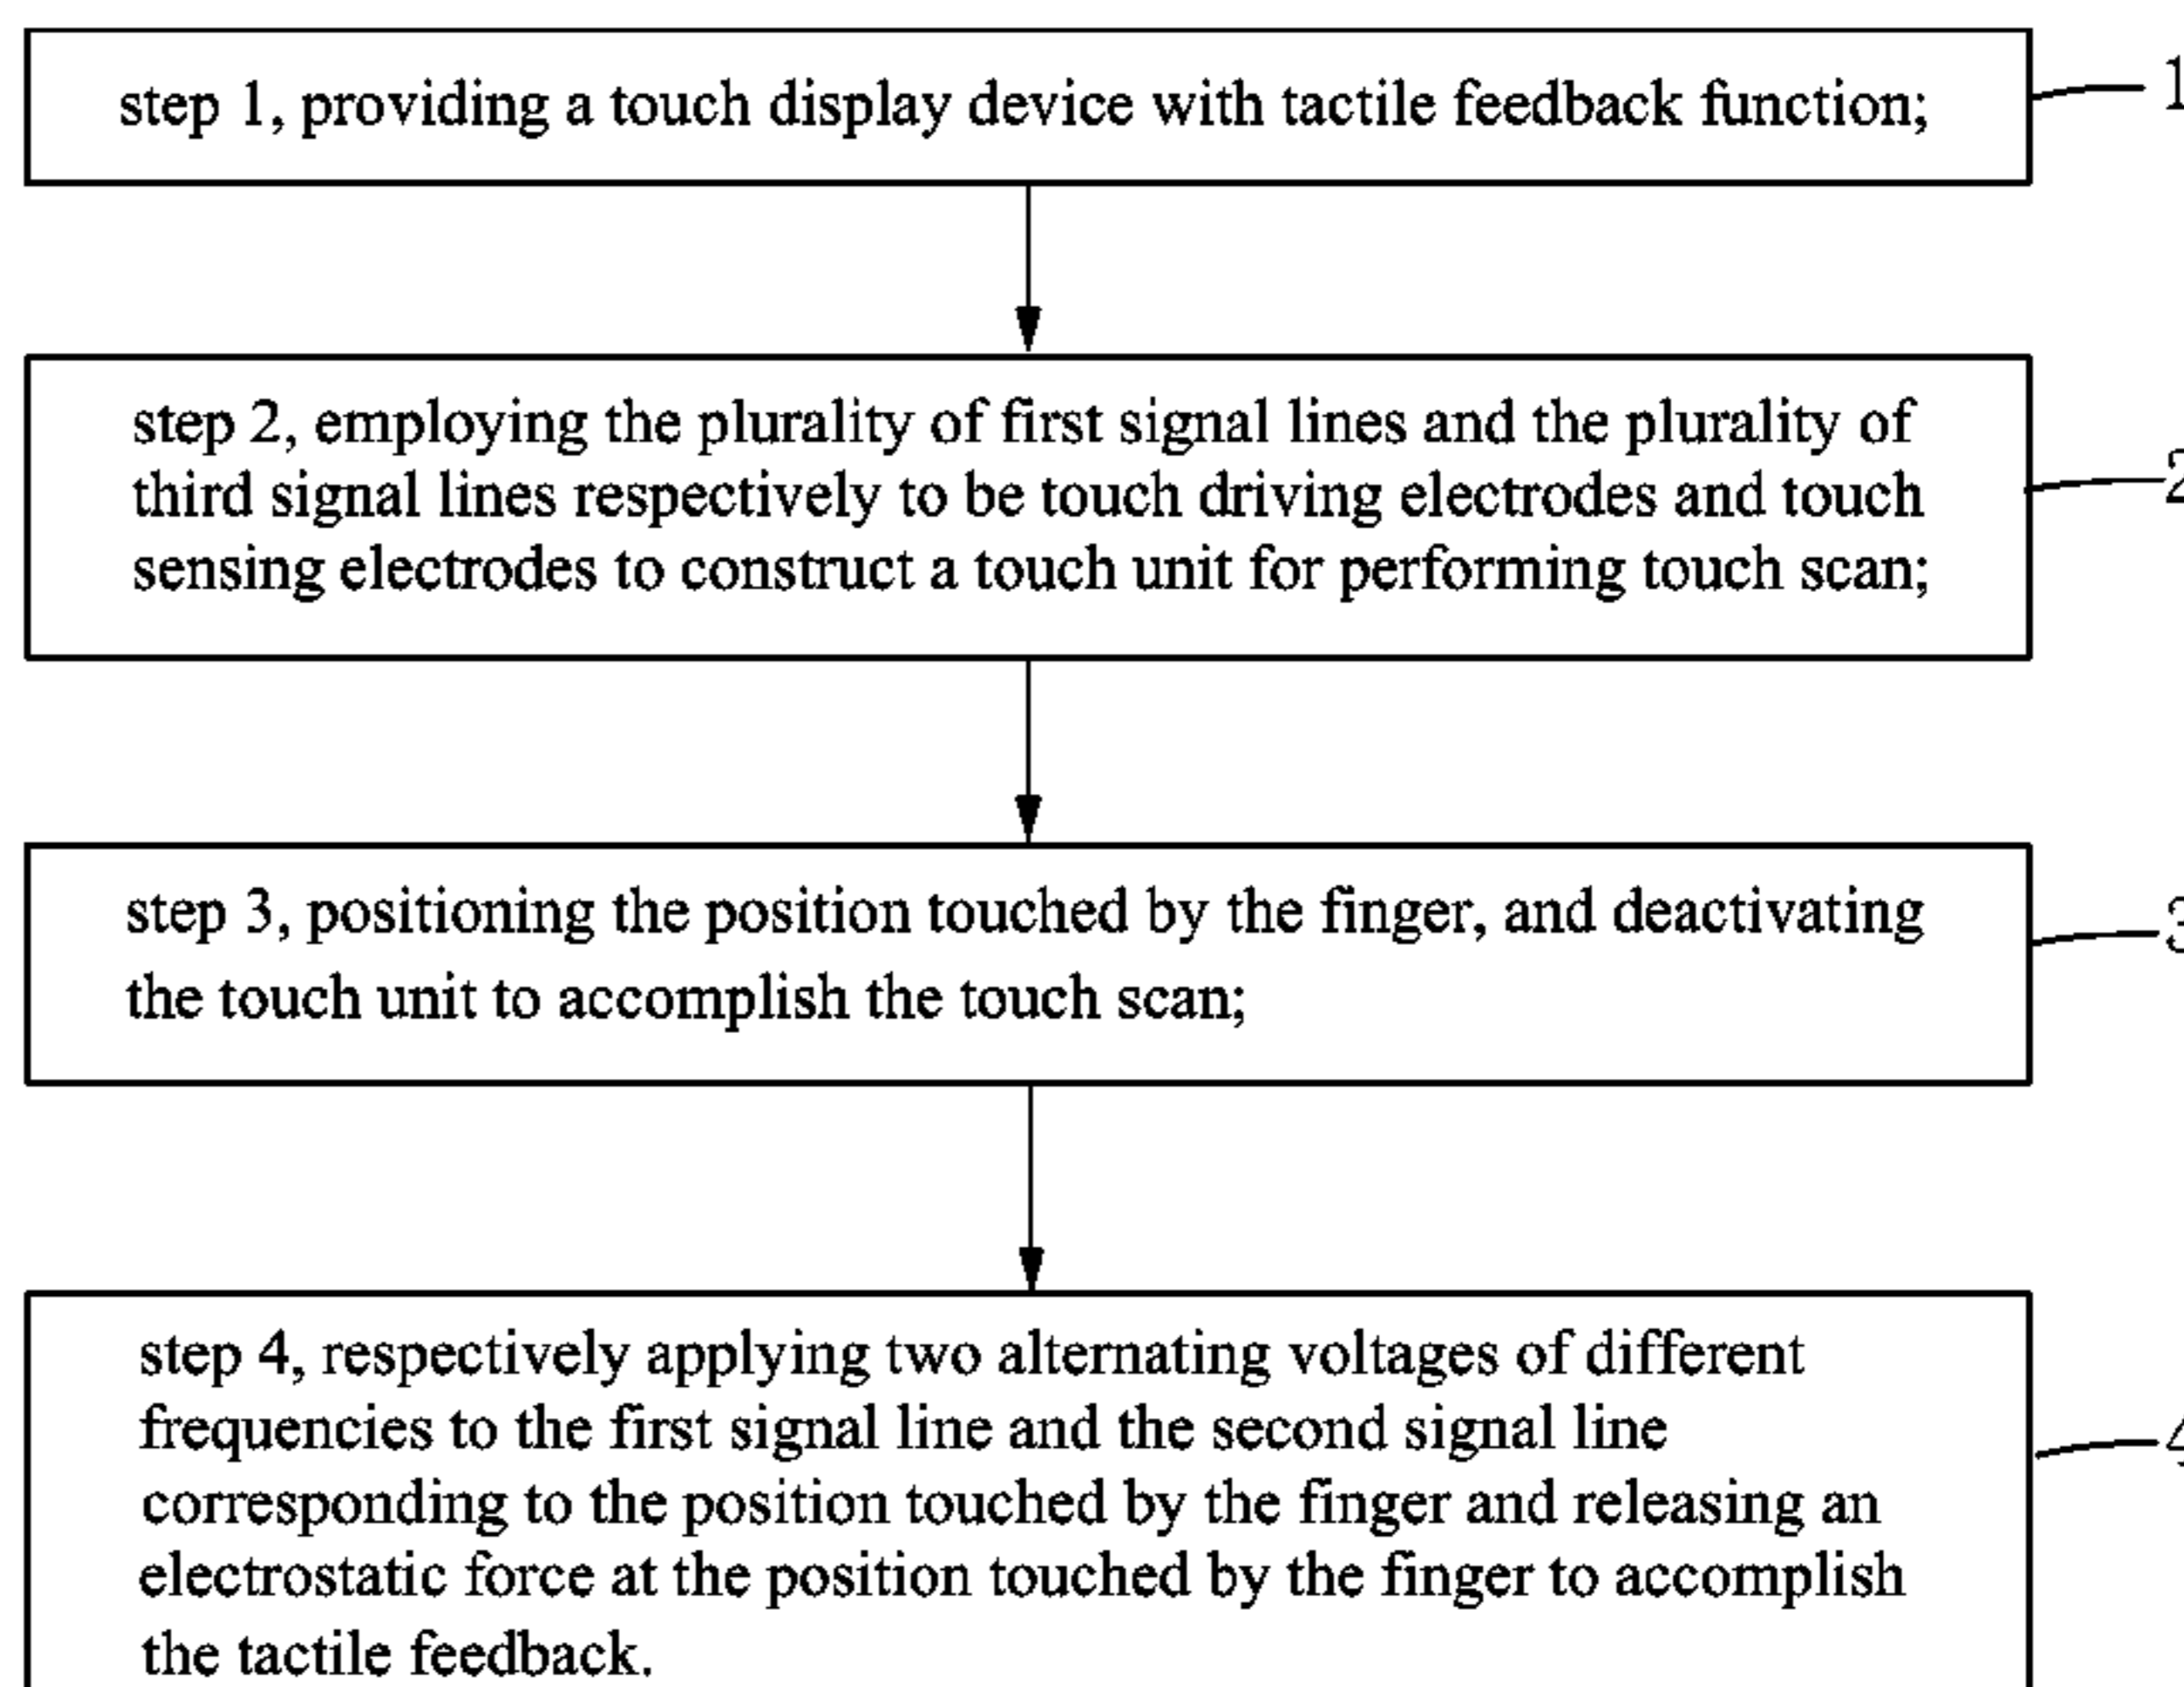 step 1, providing a touch display device with tactile feedback function;
1
step 2, employing the plurality of first signal lines and the plurality of
third signal lines respectively to be touch driving electrodes and touch
sensing electrodes to construct a touch unit for performing touch scan;
2
step 3, positioning the position touched by the finger, and deactivating
the touch unit to accomplish the touch scan;
3
step 4, respectively applying two alternating voltages of different
frequencies to the first signal line and the second signal line
corresponding to the position touched by the finger and releasing an
electrostatic force at the position touched by the finger to accomplish
the tactile feedback.
4